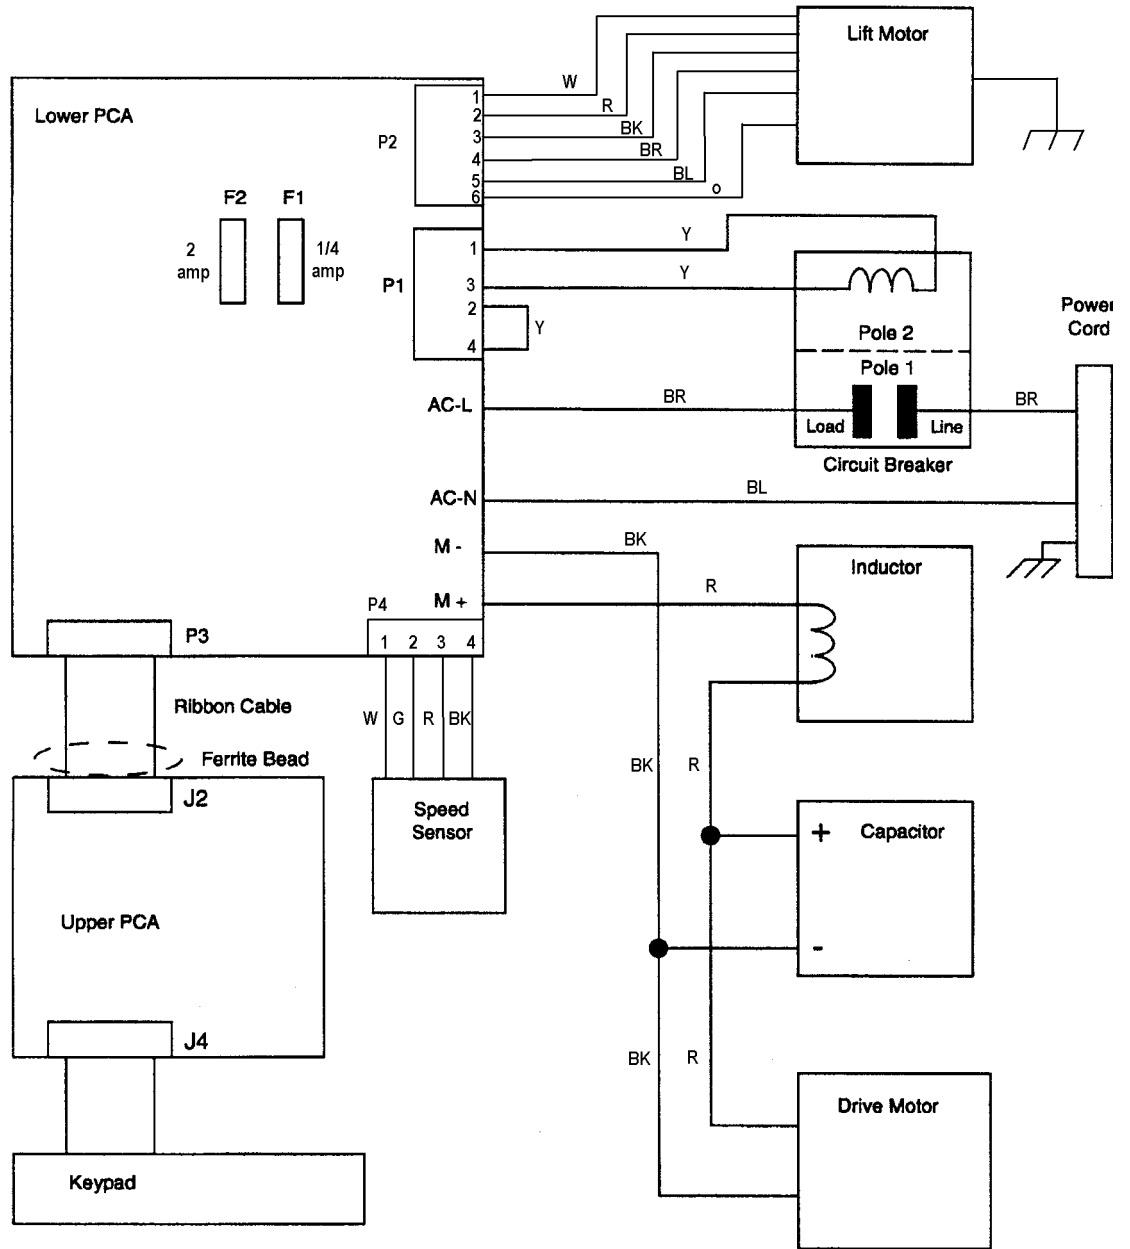 Lift Motor
W
Lower PCA
1
R
2
BK
P2
3
BR
4
BL
5
o
6
F2
F1
Y
2
amp
1/4
amp
1
Y
P1
3
2
Y
4
Power
Cord
Pole 2
Pole 1
AC-L
BR
BR
Load
Line
Circuit Breaker
AC-N
BL
M -
BK
Inductor
M +
R
P4
P3
1 2 3 4
Ribbon Cable
W G R BK
Ferrite Bead
BK
R
J2
Speed
Sensor
+
Capacitor
Upper PCA
-
J4
BK
R
Drive Motor
Keypad